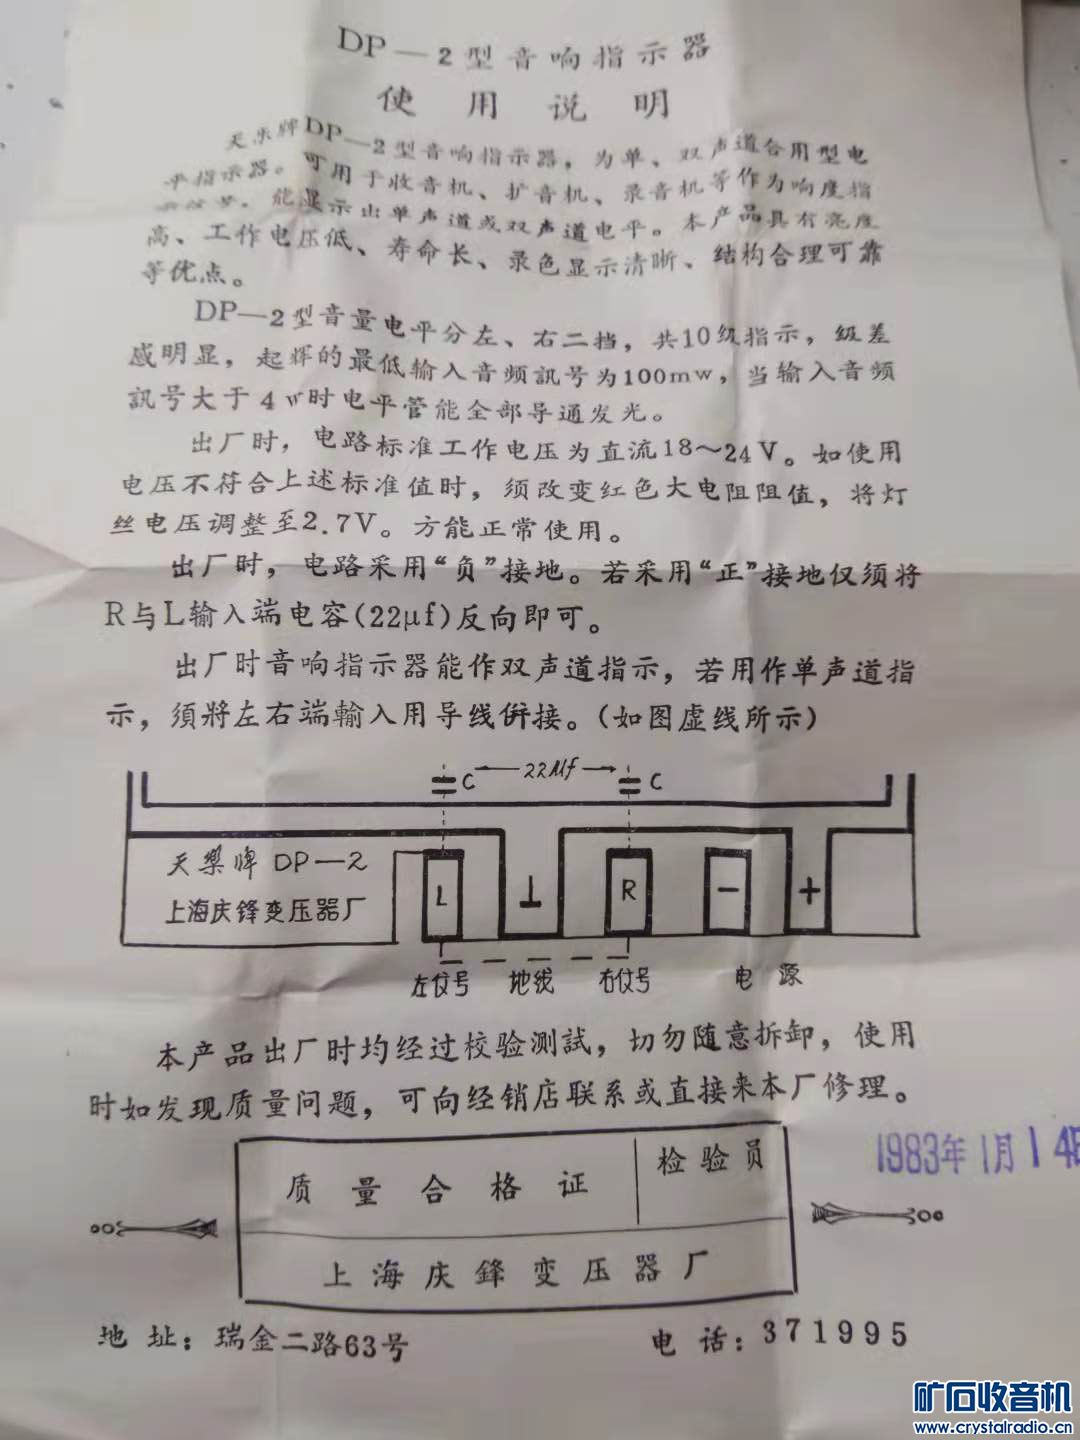 DP—2型音响指示器
使用说明
天乐牌DP—2型音响指示器，为单、双声道合用型电
平指示器。可用于收音机、扩音机、录音机等作为响度指
能显示出单声道或双声道电平。本产品具有亮度
高、工作电压低、寿命长、录色显示清晰、结构合理可靠
等优点。
DP—2型音量电平分左、右二挡，共10级指示，级差
感明显，起辉的最低输入音频訊号为100mw，当输入音频
訊号大于4w时电平管能全部导通发光。
出厂时，电路标准工作电压为直流18～24V。如使用
电压不符合上述标准值时，须改变红色大电阻阻值，将灯
丝电压调整至2.7V。方能正常使用。
出厂时，电路采用“负”接地。若采用“正”接地仅须将
R与L输入端电容(22μf)反向即可。
出厂时音响指示器能作双声道指示，若用作单声道指
示，须將左右端輸入用导线併接。(如图虚线所示)
C 22μf C
天樂牌 DP—2
上海庆锋变压器厂
L ⊥ R － ＋
左讯号 地线 右讯号 电源
本产品出厂时均经过校验测試，切勿随意拆卸，使用
时如发现质量问题，可向经销店联系或直接来本厂修理。
质量合格证 检验员
1983年1月14日
上海庆鋒变压器厂
地址：瑞金二路63号 电话：371995
矿石收音机
www.crystalradio.cn